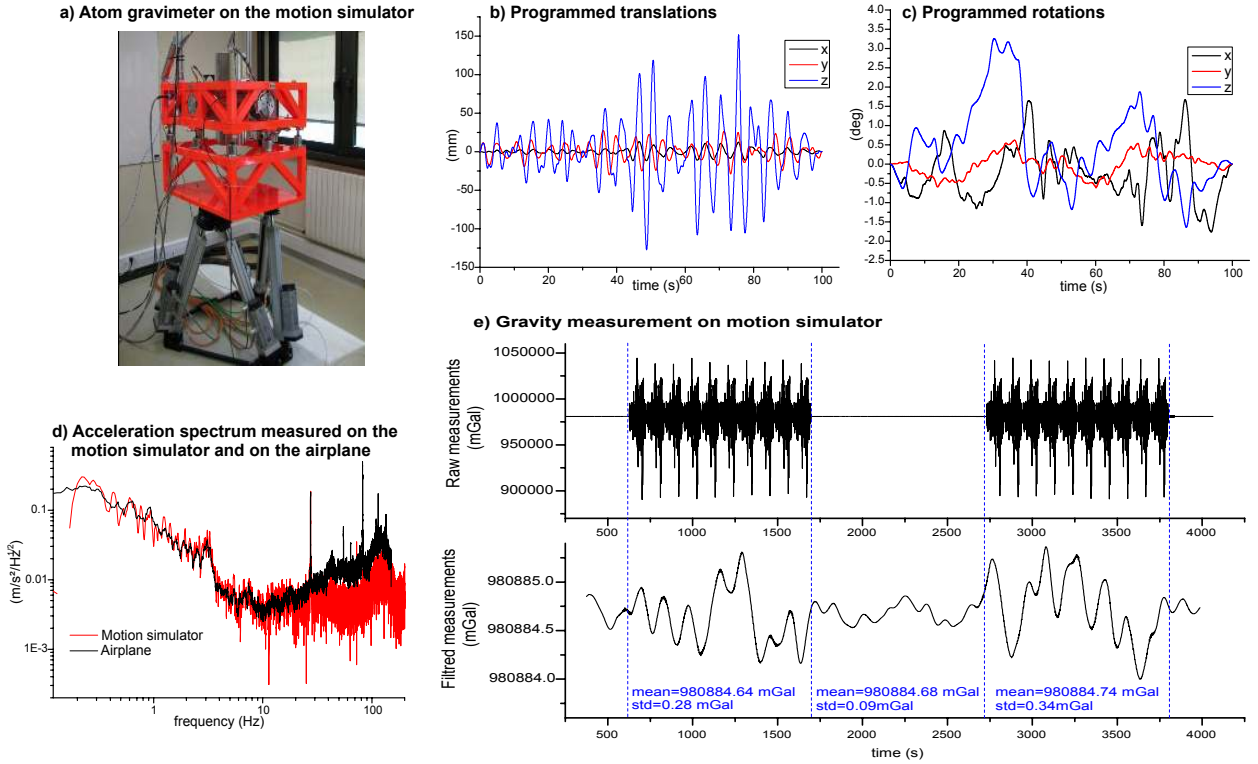 a) Atom gravimeter on the motion simulator
b) Programmed translations
150
100
50
0
-50
-100
-150
(mm)
x
y
z
0
20
40
60
80
100
time (s)
c) Programmed rotations
4.0
3.5
3.0
2.5
2.0
1.5
1.0
0.5
0.0
-0.5
-1.0
-1.5
-2.0
-2.5
(deg)
x
y
z
0
20
40
60
80
100
time (s)
d) Acceleration spectrum measured on the
motion simulator and on the airplane
0.1
0.01
1E-3
(m/s²/Hz^1/2)
Motion simulator
Airplane
1
10
100
frequency (Hz)
e) Gravity measurement on motion simulator
1050000
1000000
950000
900000
Raw measurements
(mGal)
500
1000
1500
2000
2500
3000
3500
4000
980885.0
980884.5
980884.0
Filtred measurements
(mGal)
mean=980884.64 mGal
std=0.28 mGal
mean=980884.68 mGal
std=0.09mGal
mean=980884.74 mGal
std=0.34mGal
500
1000
1500
2000
2500
3000
3500
4000
time (s)